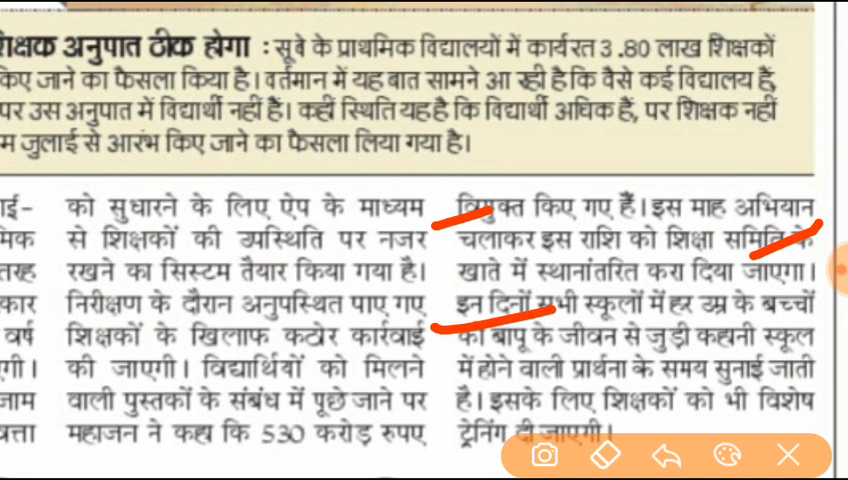 शिक्षक अनुपात ठीक होगा : सूबे के प्राथमिक विद्यालयों में कार्यरत 3.80 लाख शिक्षकों
किए जाने का फैसला किया है। वर्तमान में यह बात सामने आ रही है कि वैसे कई विद्यालय हैं,
पर उस अनुपात में विद्यार्थी नहीं हैं। कहीं स्थिति यह है कि विद्यार्थी अधिक हैं, पर शिक्षक नहीं
म जुलाई से आरंभ किए जाने का फैसला लिया गया है।
ाई-
मिक
तरह
कार
वर्ष
एगी।
जाम
वत्ता
को सुधारने के लिए ऐप के माध्यम
से शिक्षकों की उपस्थिति पर नजर
रखने का सिस्टम तैयार किया गया है।
निरीक्षण के दौरान अनुपस्थित पाए गए
शिक्षकों के खिलाफ कठोर कार्रवाई
की जाएगी। विद्यार्थियों को मिलने
वाली पुस्तकों के संबंध में पूछे जाने पर
महाजन ने कहा कि 530 करोड़ रुपए
विमुक्त किए गए हैं। इस माह अभियान
चलाकर इस राशि को शिक्षा समिति के
खाते में स्थानांतरित करा दिया जाएगा।
इन दिनों सभी स्कूलों में हर उम्र के बच्चों
को बापू के जीवन से जुड़ी कहानी स्कूल
में होने वाली प्रार्थना के समय सुनाई जाती
है। इसके लिए शिक्षकों को भी विशेष
ट्रेनिंग दी जाएगी।